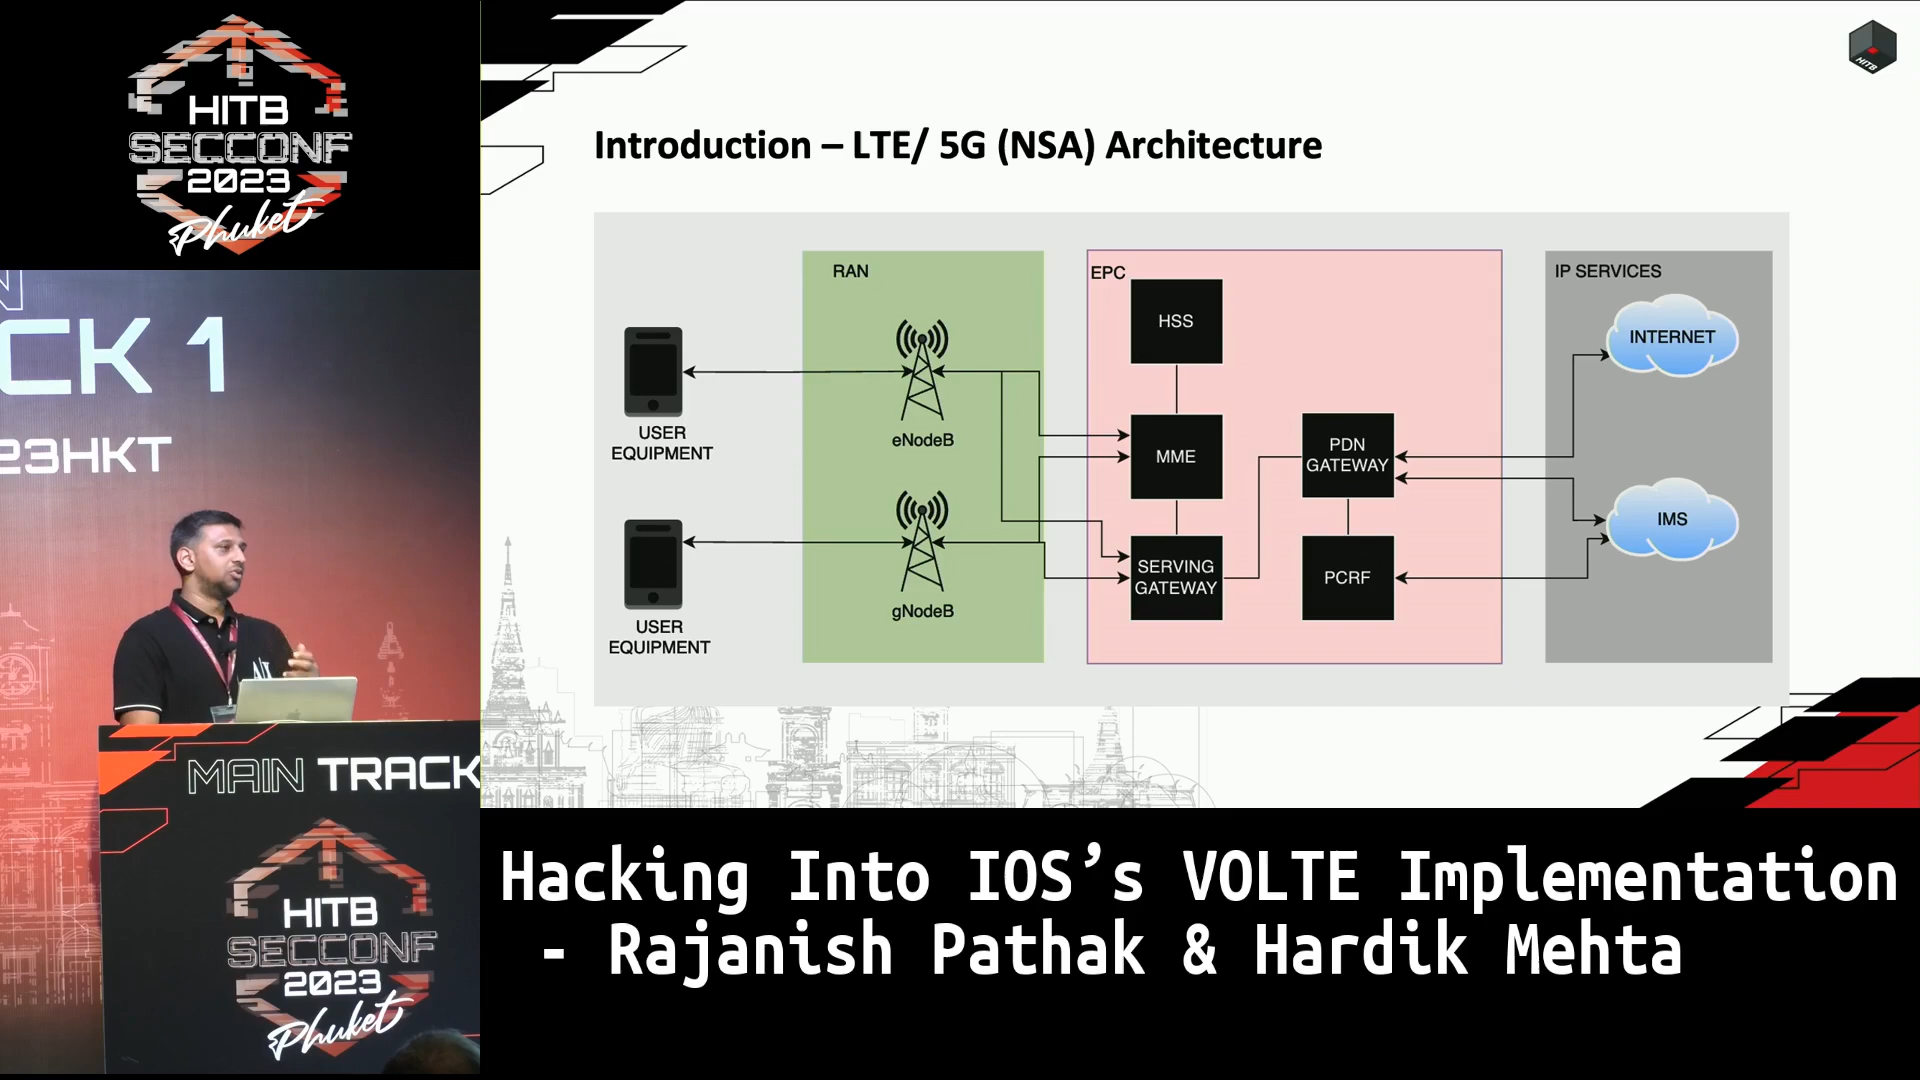 HITB
SECCONF
2023
Phuket
CK 1
23HKT
MAIN TRACK
HITB
SECCONF
2023
Phuket
HITB
Introduction – LTE/ 5G (NSA) Architecture
RAN
EPC
IP SERVICES
HSS
INTERNET
USER
EQUIPMENT
eNodeB
MME
PDN
GATEWAY
IMS
USER
EQUIPMENT
gNodeB
SERVING
GATEWAY
PCRF
Hacking Into IOS’s VOLTE Implementation
- Rajanish Pathak & Hardik Mehta